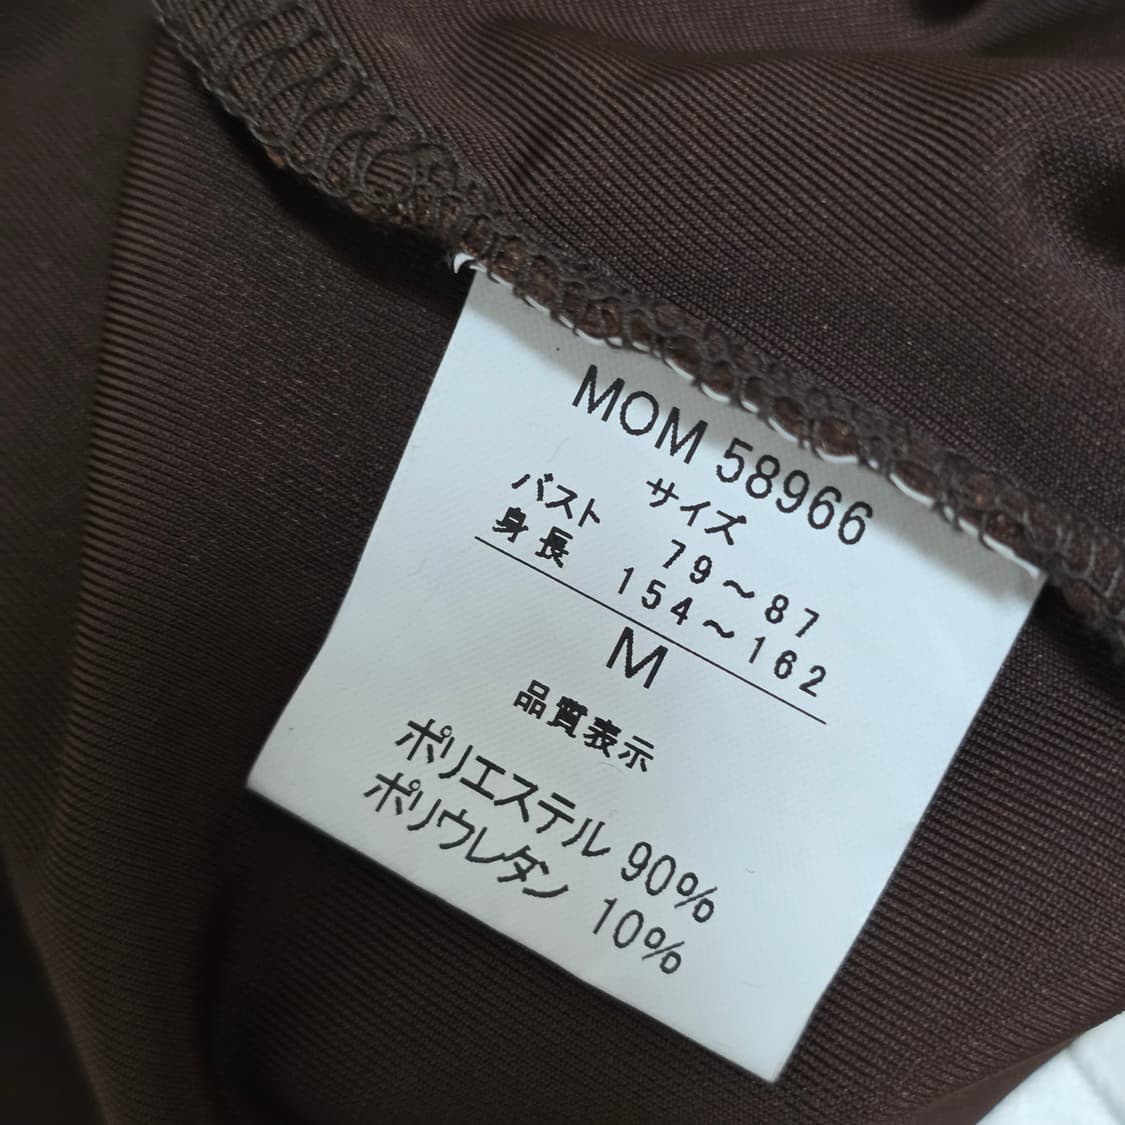 MOM 58966
サイズ
バスト 79～87
身長 154～162
M
品質表示
ポリエステル 90%
ポリウレタン 10%